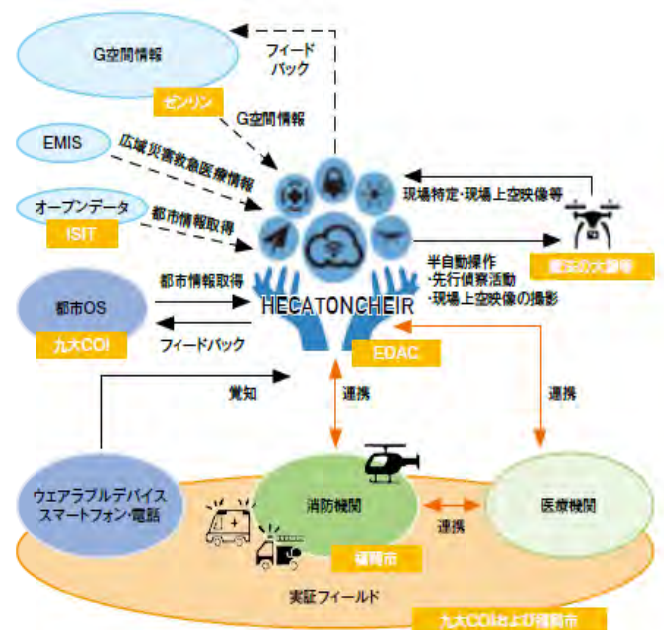 G空間情報
ゼンリン
フィード
バック
G空間情報
EMIS
広域災害救急医療情報
オープンデータ
ISIT
都市情報取得
現場特定・現場上空映像等
半自動操作
・先行偵察活動
・現場上空映像の撮影
都市OS
九大COI
都市情報取得
フィードバック
HECATONCHEIR
EDAC
覚知
連携
連携
ウェアラブルデバイス
スマートフォン・電話
消防機関
福岡市
連携
医療機関
実証フィールド
九大COIおよび福岡市